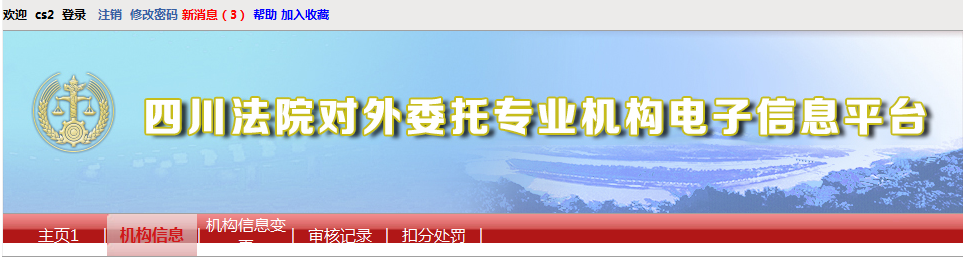 欢迎 cs2 登录 注销 修改密码 新消息（3） 帮助 加入收藏
四川法院对外委托专业机构电子信息平台
主页1 | 机构信息 | 机构信息变 | 审核记录 | 扣分处罚 |